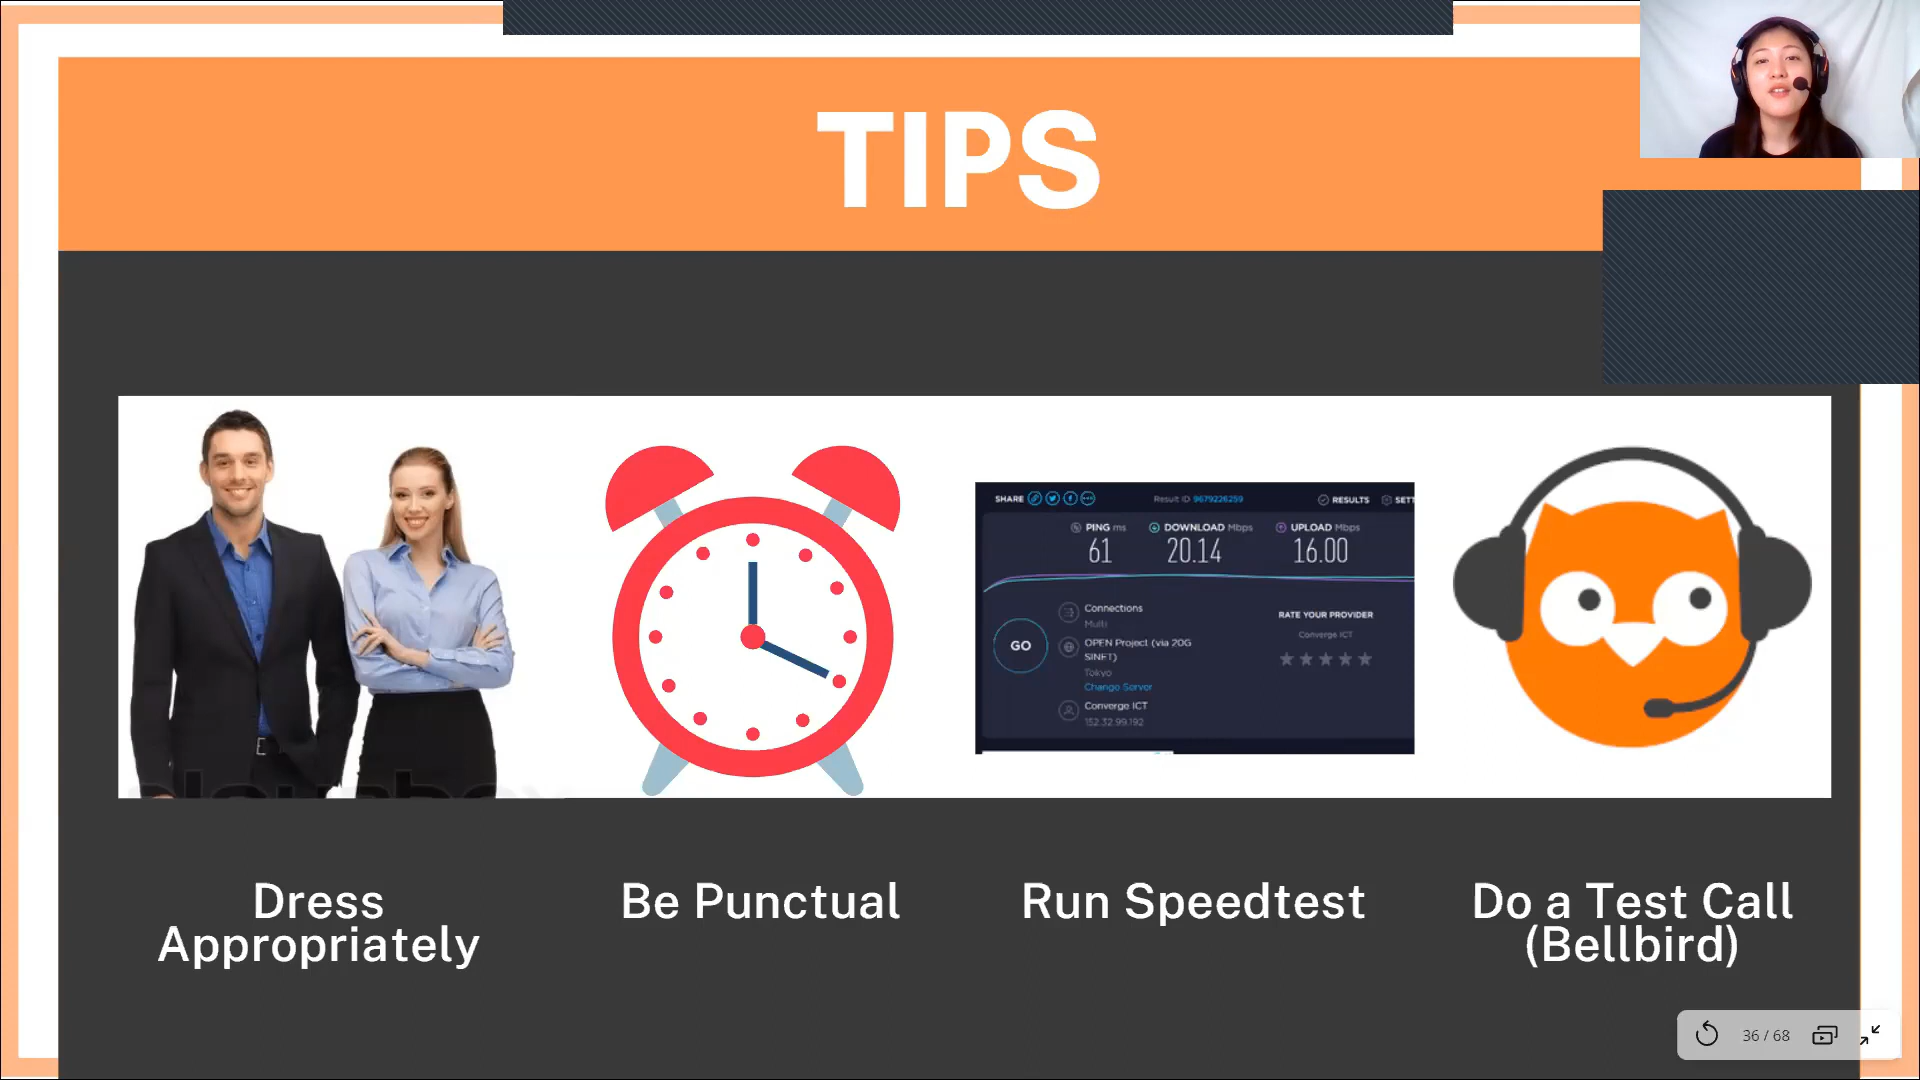 TIPS
SHARE
Result ID 9679226259
RESULTS
SETT
PING ms
DOWNLOAD Mbps
UPLOAD Mbps
61
20.14
16.00
GO
Connections
Multi
OPEN Project (via 20G
SINET)
Tokyo
Change Server
Converge ICT
152.32.99.192
RATE YOUR PROVIDER
Converge ICT
Dress
Appropriately
Be Punctual
Run Speedtest
Do a Test Call
(Bellbird)
36 / 68